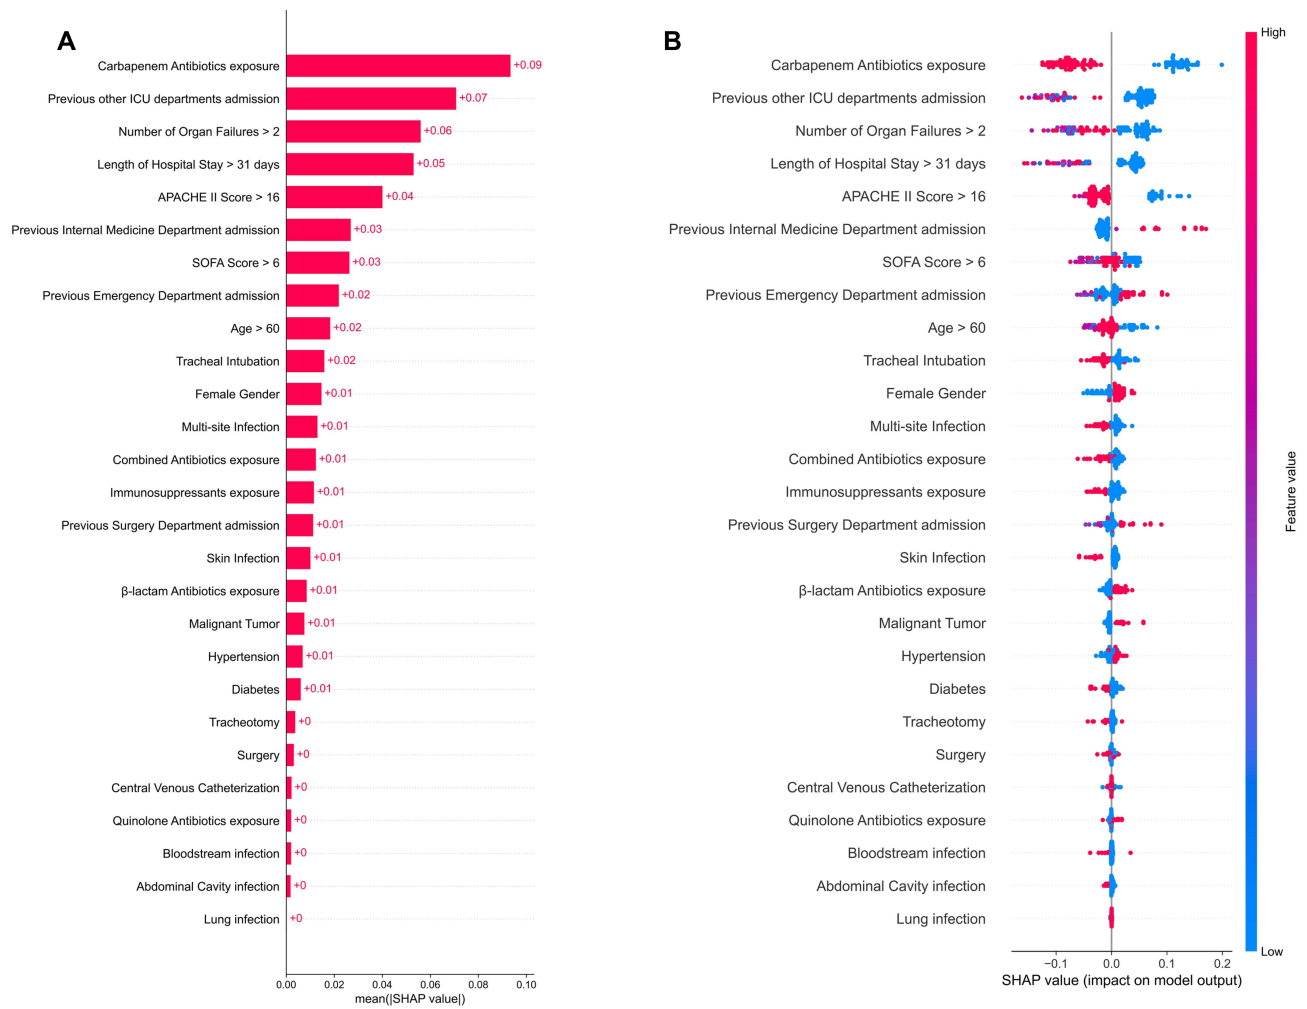 A
Carbapenem Antibiotics exposure +0.09
Previous other ICU departments admission +0.07
Number of Organ Failures > 2 +0.06
Length of Hospital Stay > 31 days +0.05
APACHE II Score > 16 +0.04
Previous Internal Medicine Department admission +0.03
SOFA Score > 6 +0.03
Previous Emergency Department admission +0.02
Age > 60 +0.02
Tracheal Intubation +0.02
Female Gender +0.01
Multi-site Infection +0.01
Combined Antibiotics exposure +0.01
Immunosuppressants exposure +0.01
Previous Surgery Department admission +0.01
Skin Infection +0.01
β-lactam Antibiotics exposure +0.01
Malignant Tumor +0.01
Hypertension +0.01
Diabetes +0.01
Tracheotomy +0
Surgery +0
Central Venous Catheterization +0
Quinolone Antibiotics exposure +0
Bloodstream infection +0
Abdominal Cavity infection +0
Lung infection +0
0.00 0.02 0.04 0.06 0.08 0.10
mean(|SHAP value|)
B
Carbapenem Antibiotics exposure
Previous other ICU departments admission
Number of Organ Failures > 2
Length of Hospital Stay > 31 days
APACHE II Score > 16
Previous Internal Medicine Department admission
SOFA Score > 6
Previous Emergency Department admission
Age > 60
Tracheal Intubation
Female Gender
Multi-site Infection
Combined Antibiotics exposure
Immunosuppressants exposure
Previous Surgery Department admission
Skin Infection
β-lactam Antibiotics exposure
Malignant Tumor
Hypertension
Diabetes
Tracheotomy
Surgery
Central Venous Catheterization
Quinolone Antibiotics exposure
Bloodstream infection
Abdominal Cavity infection
Lung infection
−0.1 0.0 0.1 0.2
SHAP value (impact on model output)
High
Feature value
Low